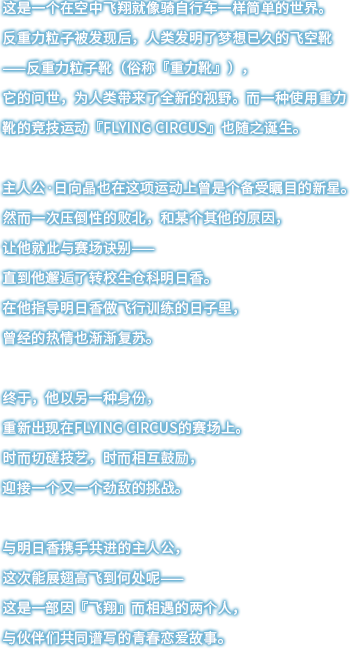 这是一个在空中飞翔就像骑自行车一样简单的世界。
反重力粒子被发现后，人类发明了梦想已久的飞空靴
——反重力粒子靴（俗称『重力靴』），
它的问世，为人类带来了全新的视野。而一种使用重力
靴的竞技运动『FLYING CIRCUS』也随之诞生。
主人公·日向晶也在这项运动上曾是个备受瞩目的新星。
然而一次压倒性的败北，和某个其他的原因，
让他就此与赛场诀别——
直到他邂逅了转校生仓科明日香。
在他指导明日香做飞行训练的日子里，
曾经的热情也渐渐复苏。
终于，他以另一种身份，
重新出现在FLYING CIRCUS的赛场上。
时而切磋技艺，时而相互鼓励，
迎接一个又一个劲敌的挑战。
与明日香携手共进的主人公，
这次能展翅高飞到何处呢——
这是一部因『飞翔』而相遇的两个人，
与伙伴们共同谱写的青春恋爱故事。